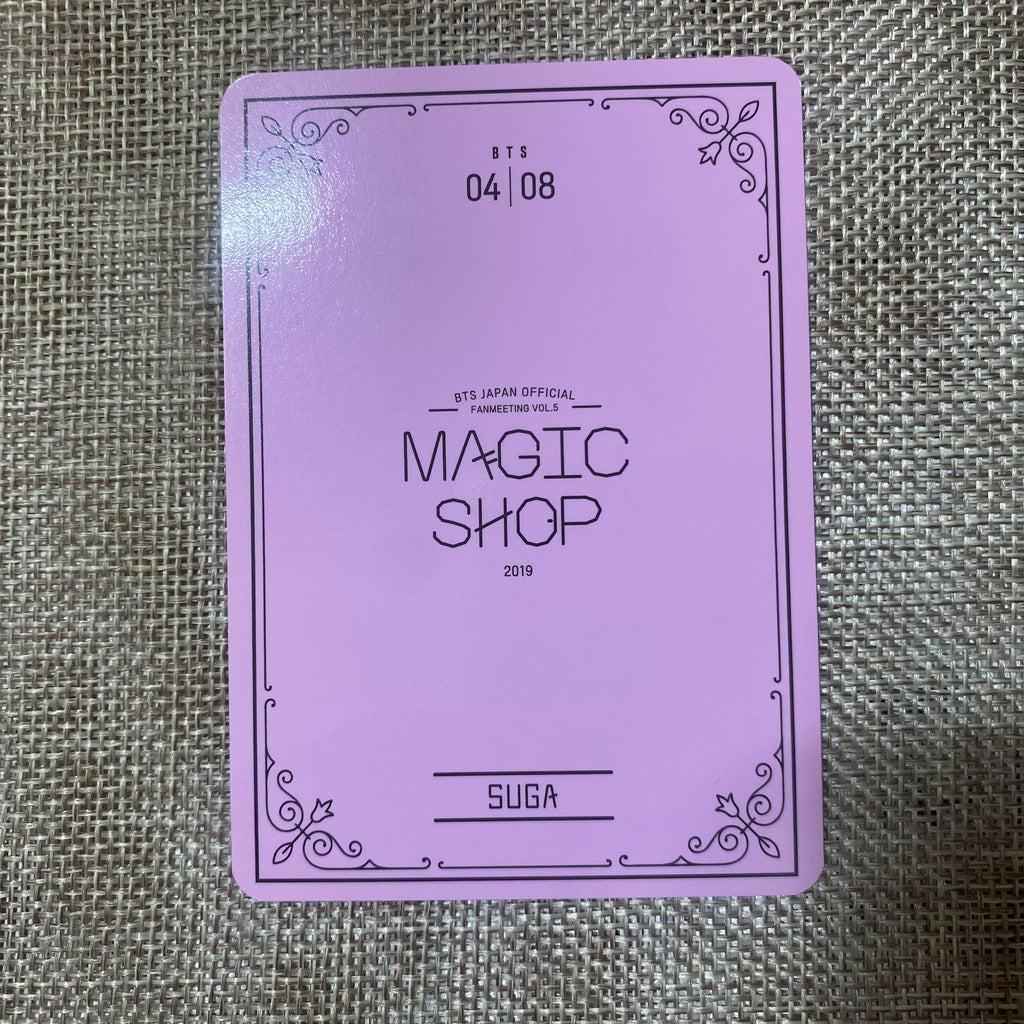 BTS
04|08
BTS JAPAN OFFICIAL
FANMEETING VOL.5
MAGIC
SHOP
2019
SUGA